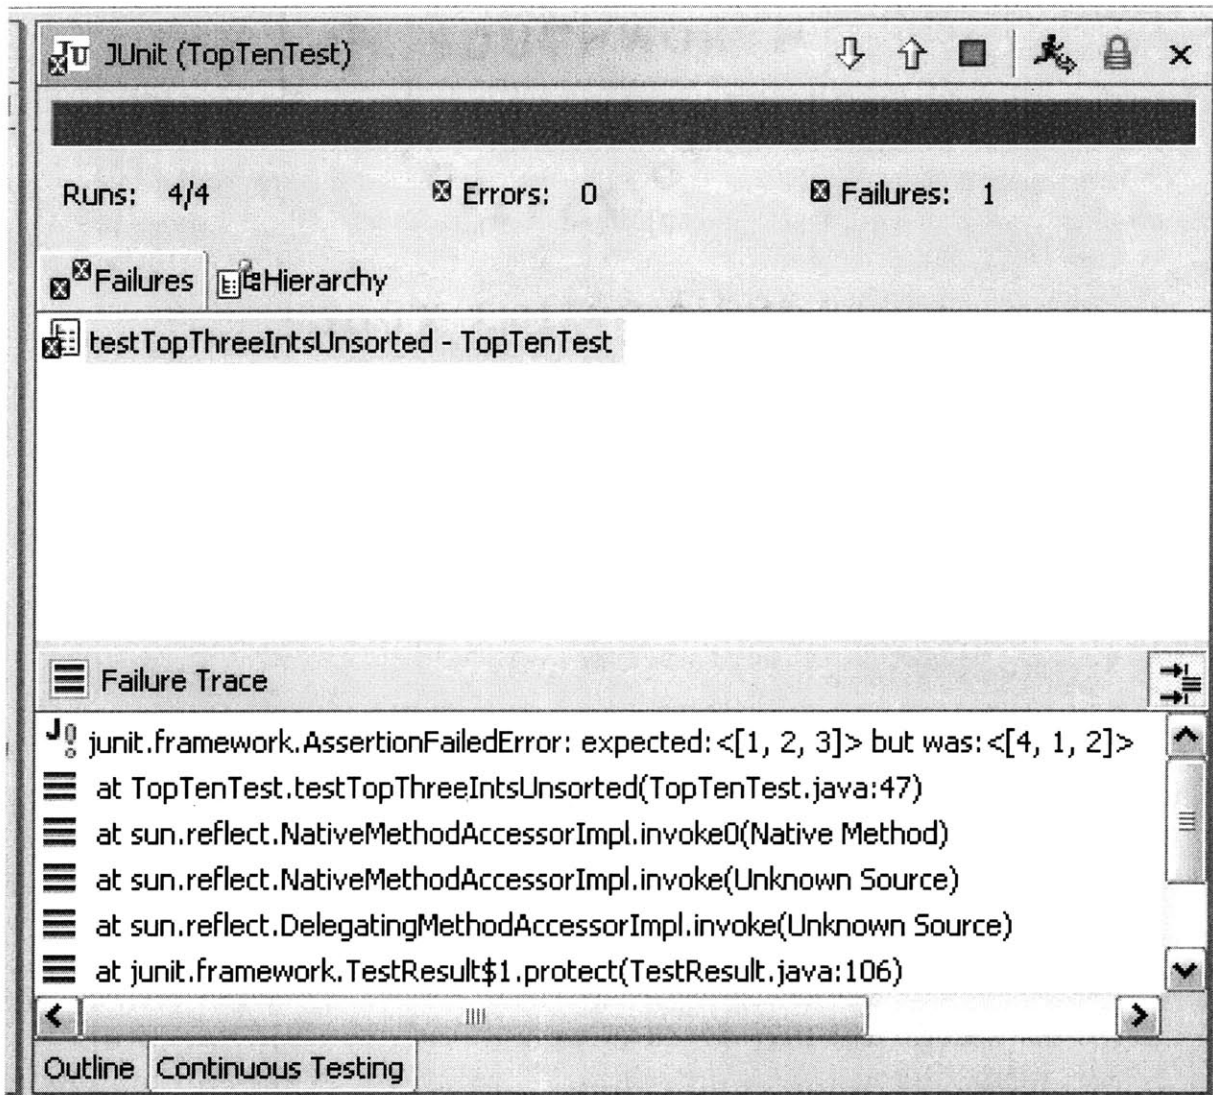 JU JUnit (TopTenTest)
Runs: 4/4 Errors: 0 Failures: 1
Failures Hierarchy
testTopThreeIntsUnsorted - TopTenTest
Failure Trace
junit.framework.AssertionFailedError: expected:<[1, 2, 3]> but was:<[4, 1, 2]>
at TopTenTest.testTopThreeIntsUnsorted(TopTenTest.java:47)
at sun.reflect.NativeMethodAccessorImpl.invoke0(Native Method)
at sun.reflect.NativeMethodAccessorImpl.invoke(Unknown Source)
at sun.reflect.DelegatingMethodAccessorImpl.invoke(Unknown Source)
at junit.framework.TestResult$1.protect(TestResult.java:106)
Outline Continuous Testing